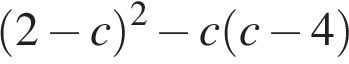 (2 − c)² − c(c − 4)